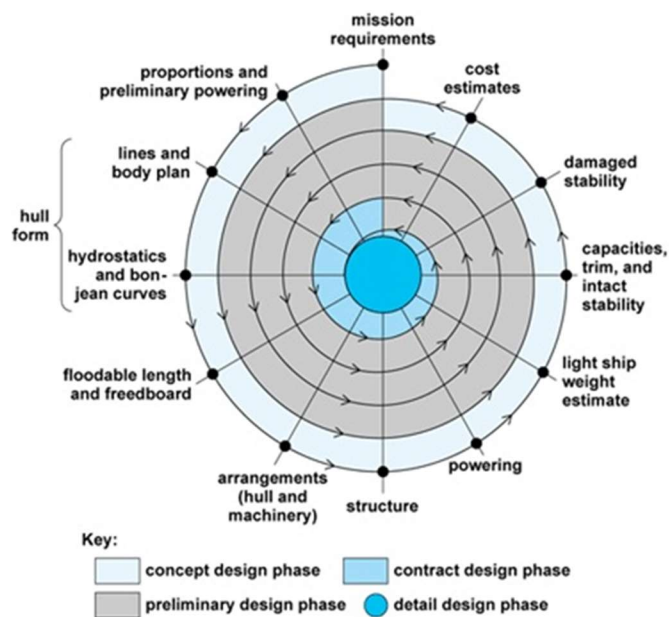 mission
requirements
cost
estimates
proportions and
preliminary powering
lines and
body plan
damaged
stability
hull
form
hydrostatics
and bon-
jean curves
capacities,
trim, and
intact
stability
floodable length
and freedboard
light ship
weight
estimate
arrangements
(hull and
machinery)
structure
powering
Key:
concept design phase
contract design phase
preliminary design phase
detail design phase